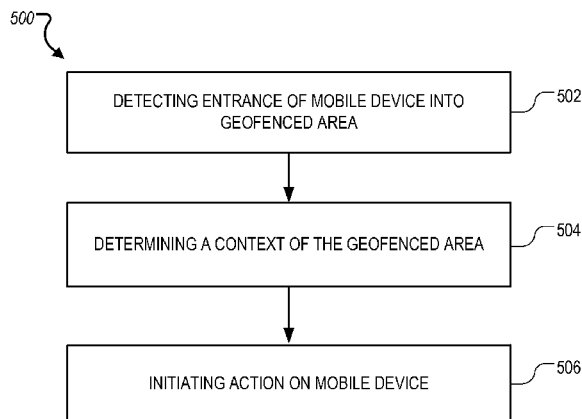 500
DETECTING ENTRANCE OF MOBILE DEVICE INTO
GEOFENCED AREA
502
DETERMINING A CONTEXT OF THE GEOFENCED AREA
504
INITIATING ACTION ON MOBILE DEVICE
506